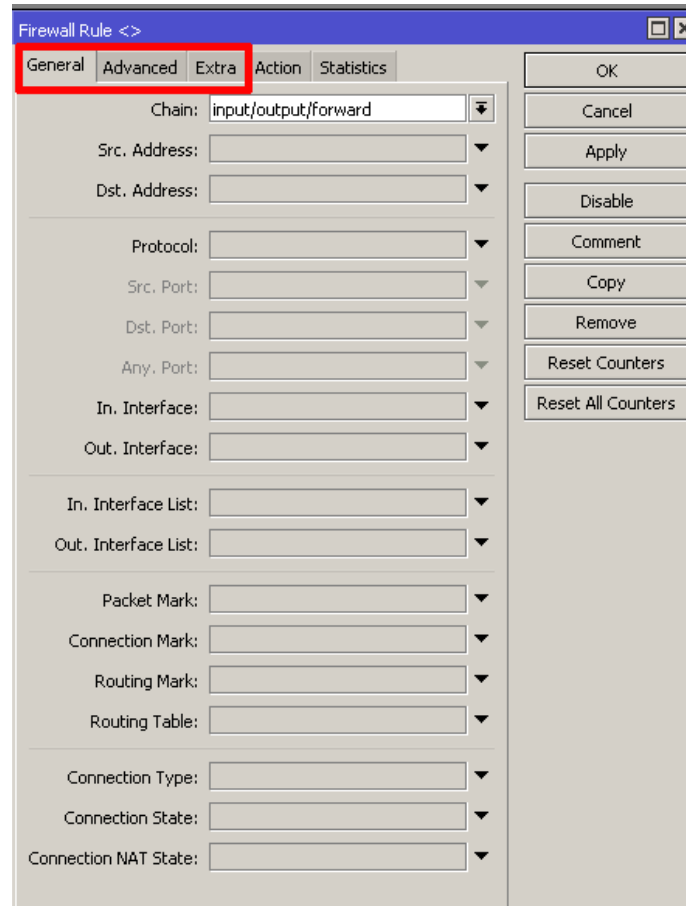 Firewall Rule <>
General Advanced Extra Action Statistics
Chain: input/output/forward
Src. Address:
Dst. Address:
Protocol:
Src. Port:
Dst. Port:
Any. Port:
In. Interface:
Out. Interface:
In. Interface List:
Out. Interface List:
Packet Mark:
Connection Mark:
Routing Mark:
Routing Table:
Connection Type:
Connection State:
Connection NAT State:
OK
Cancel
Apply
Disable
Comment
Copy
Remove
Reset Counters
Reset All Counters